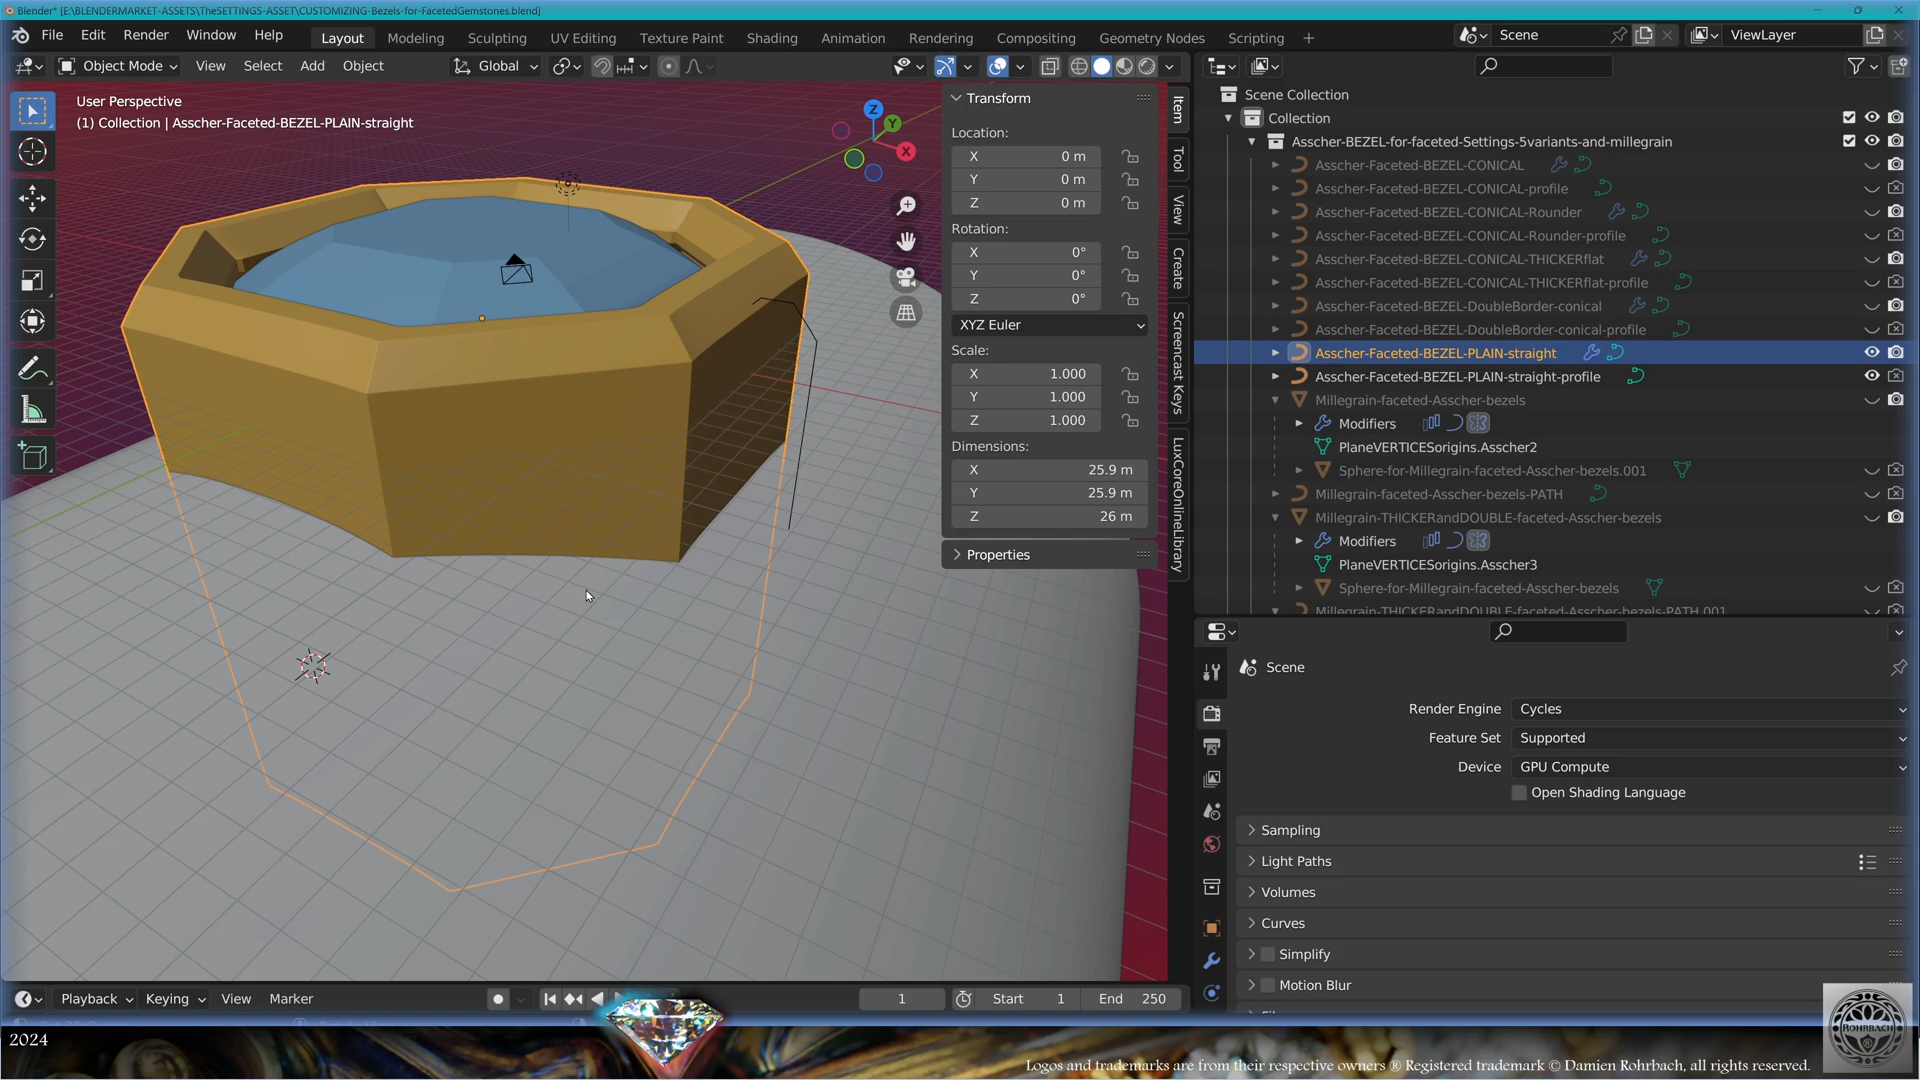 Blender* [E:\BLENDERMARKET-ASSETS\TheSETTINGS-ASSET\CUSTOMIZING-Bezels-for-FacetedGemstones.blend]
File Edit Render Window Help
Layout Modeling Sculpting UV Editing Texture Paint Shading Animation Rendering Compositing Geometry Nodes Scripting +
Scene ViewLayer
Object Mode View Select Add Object Global
User Perspective
(1) Collection | Asscher-Faceted-BEZEL-PLAIN-straight
Z
Y
X
Transform
Location:
X 0 m
Y 0 m
Z 0 m
Rotation:
X 0°
Y 0°
Z 0°
XYZ Euler
Scale:
X 1.000
Y 1.000
Z 1.000
Dimensions:
X 25.9 m
Y 25.9 m
Z 26 m
Properties
Item
Tool
View
Create
Screencast Keys
LuxCoreOnlineLibrary
Scene Collection
Collection
Asscher-BEZEL-for-faceted-Settings-5variants-and-millegrain
Asscher-Faceted-BEZEL-CONICAL
Asscher-Faceted-BEZEL-CONICAL-profile
Asscher-Faceted-BEZEL-CONICAL-Rounder
Asscher-Faceted-BEZEL-CONICAL-Rounder-profile
Asscher-Faceted-BEZEL-CONICAL-THICKERflat
Asscher-Faceted-BEZEL-CONICAL-THICKERflat-profile
Asscher-Faceted-BEZEL-DoubleBorder-conical
Asscher-Faceted-BEZEL-DoubleBorder-conical-profile
Asscher-Faceted-BEZEL-PLAIN-straight
Asscher-Faceted-BEZEL-PLAIN-straight-profile
Millegrain-faceted-Asscher-bezels
Modifiers
PlaneVERTICESorigins.Asscher2
Sphere-for-Millegrain-faceted-Asscher-bezels.001
Millegrain-faceted-Asscher-bezels-PATH
Millegrain-THICKERandDOUBLE-faceted-Asscher-bezels
Modifiers
PlaneVERTICESorigins.Asscher3
Sphere-for-Millegrain-faceted-Asscher-bezels
Millegrain-THICKERandDOUBLE-faceted-Asscher-bezels-PATH.001
Scene
Render Engine Cycles
Feature Set Supported
Device GPU Compute
Open Shading Language
Sampling
Light Paths
Volumes
Curves
Simplify
Motion Blur
Playback Keying View Marker
1 Start 1 End 250
2024
ROHRBACH
Logos and trademarks are from their respective owners ® Registered trademark © Damien Rohrbach, all rights reserved.